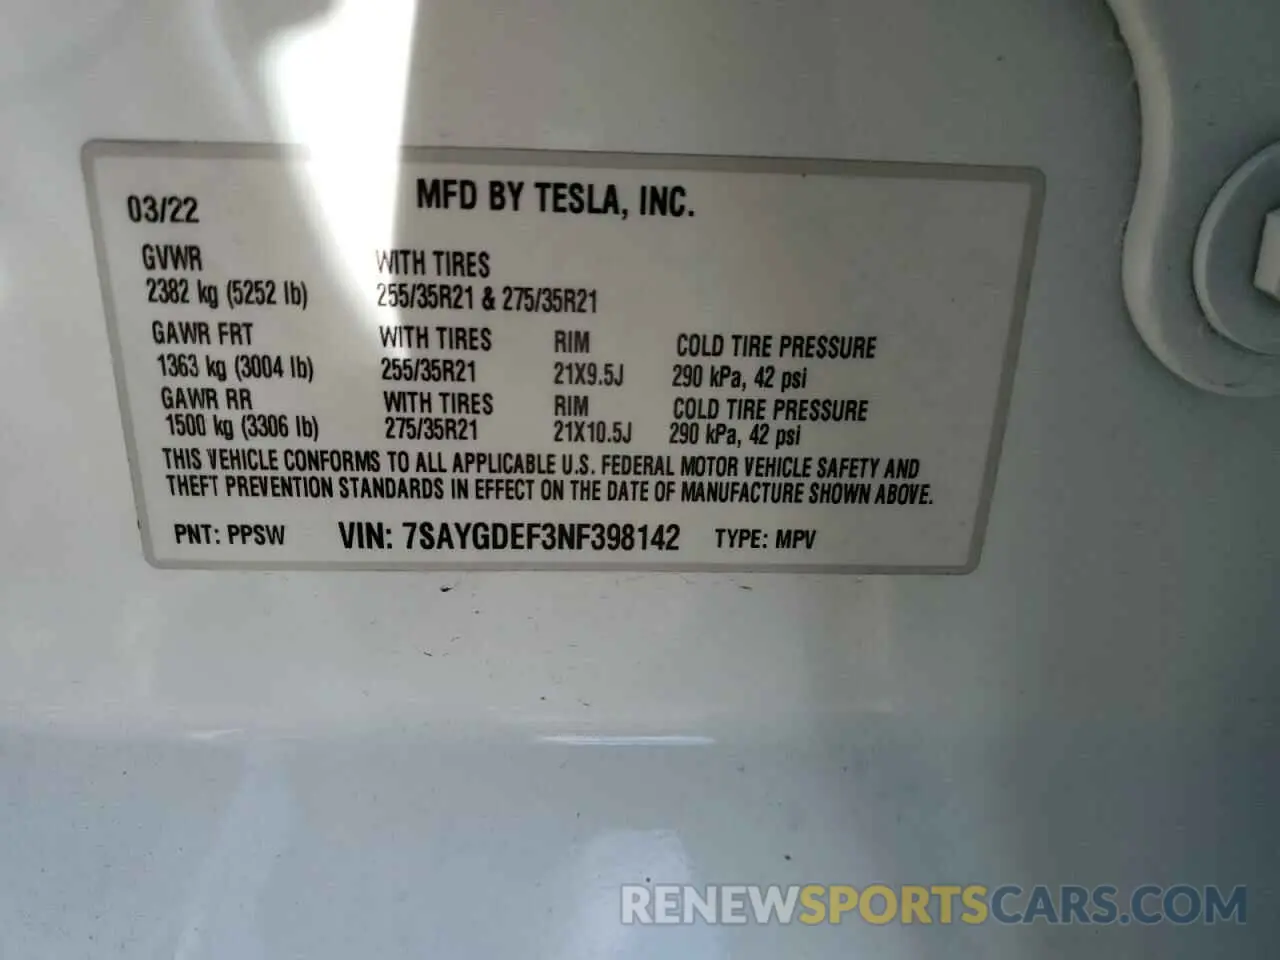 03/22 MFD BY TESLA, INC.
GVWR WITH TIRES
2382 kg (5252 lb) 255/35R21 & 275/35R21
GAWR FRT WITH TIRES RIM COLD TIRE PRESSURE
1363 kg (3004 lb) 255/35R21 21X9.5J 290 kPa, 42 psi
GAWR RR WITH TIRES RIM COLD TIRE PRESSURE
1500 kg (3306 lb) 275/35R21 21X10.5J 290 kPa, 42 psi
THIS VEHICLE CONFORMS TO ALL APPLICABLE U.S. FEDERAL MOTOR VEHICLE SAFETY AND
THEFT PREVENTION STANDARDS IN EFFECT ON THE DATE OF MANUFACTURE SHOWN ABOVE.
PNT: PPSW VIN: 7SAYGDEF3NF398142 TYPE: MPV
RENEWSPORTSCARS.COM